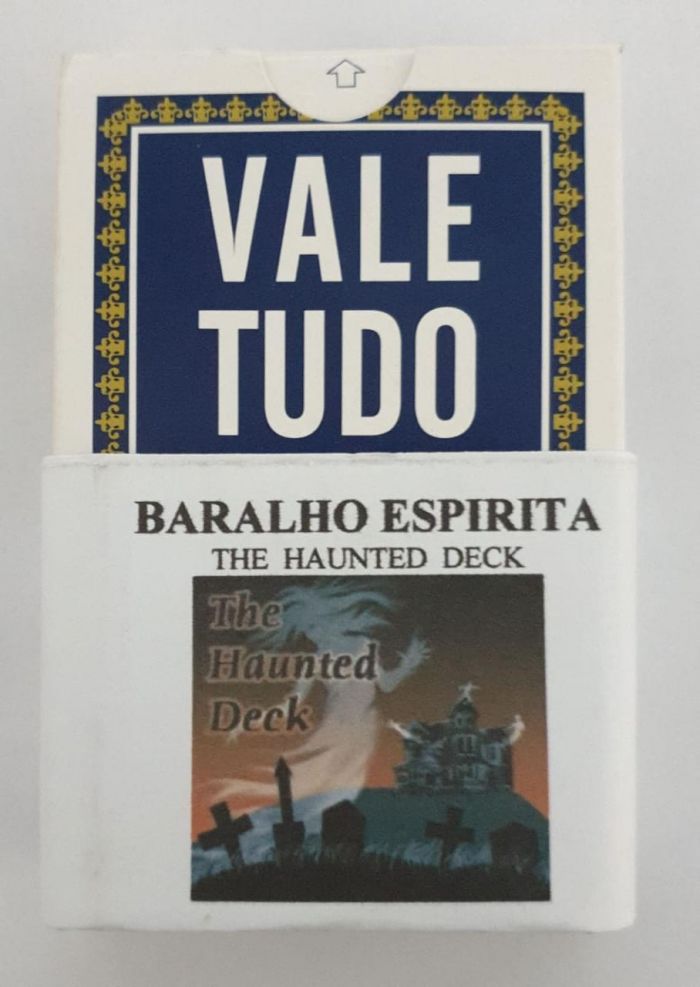 VALE
TUDO
BARALHO ESPIRITA
THE HAUNTED DECK
The
Haunted
Deck